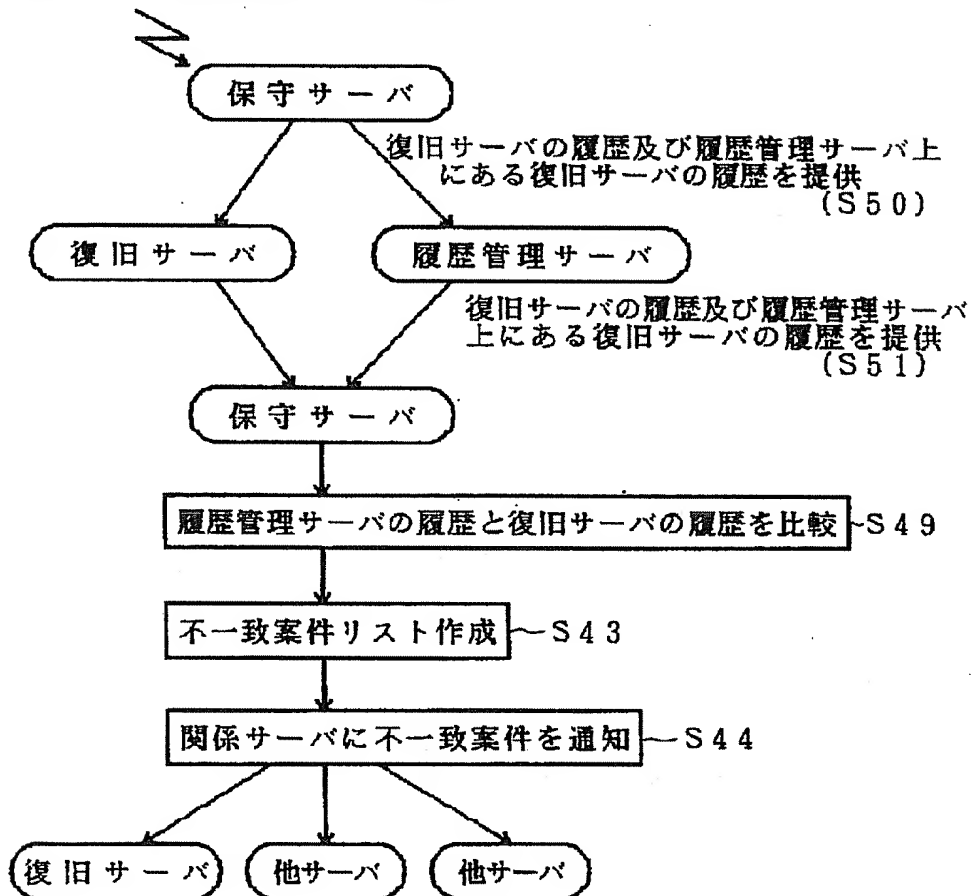 保守サーバ
復旧サーバの履歴及び履歴管理サーバ上
にある復旧サーバの履歴を提供
(S50)
復旧サーバ
履歴管理サーバ
復旧サーバの履歴及び履歴管理サーバ
上にある復旧サーバの履歴を提供
(S51)
保守サーバ
履歴管理サーバの履歴と復旧サーバの履歴を比較 S49
不一致案件リスト作成 S43
関係サーバに不一致案件を通知 S44
復旧サーバ
他サーバ
他サーバ